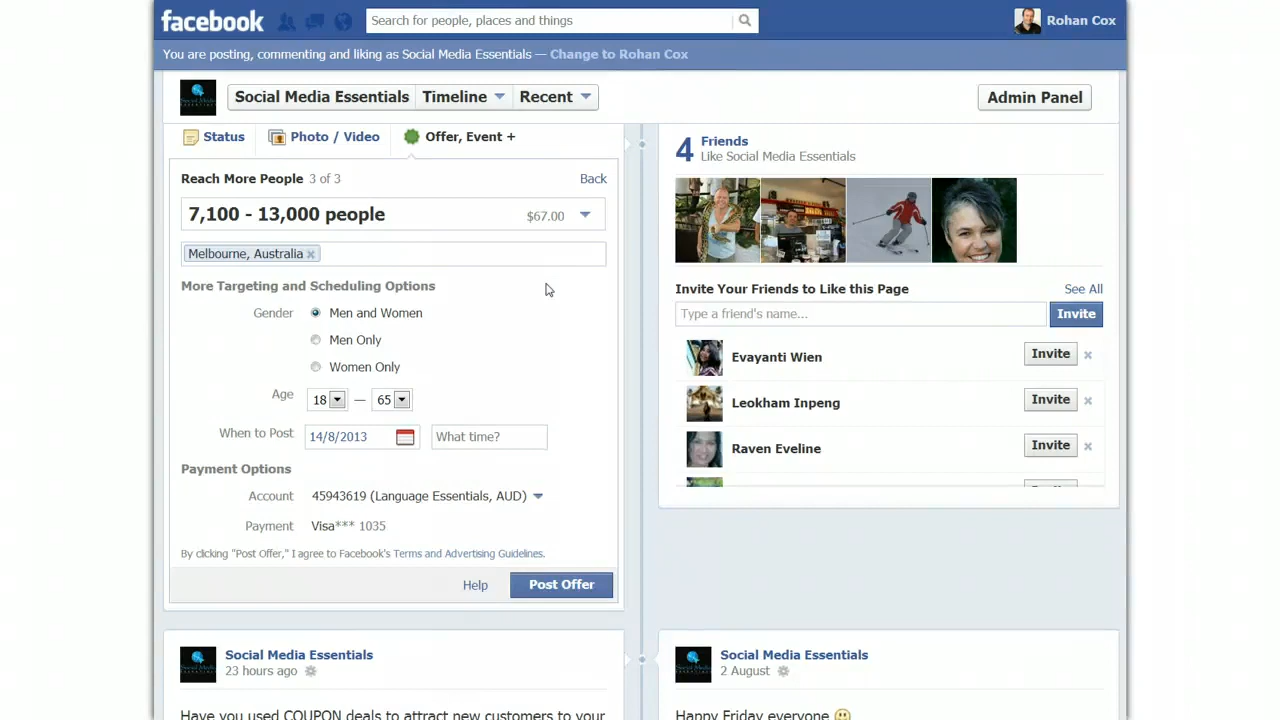 facebook
Search for people, places and things
Rohan Cox
You are posting, commenting and liking as Social Media Essentials — Change to Rohan Cox
Social Media Essentials
Timeline
Recent
Admin Panel
Status
Photo / Video
Offer, Event +
Reach More People 3 of 3
Back
7,100 - 13,000 people
$67.00
Melbourne, Australia
More Targeting and Scheduling Options
Gender
Men and Women
Men Only
Women Only
Age
18 — 65
When to Post
14/8/2013
What time?
Payment Options
Account
45943619 (Language Essentials, AUD)
Payment
Visa*** 1035
By clicking "Post Offer," I agree to Facebook's Terms and Advertising Guidelines.
Help
Post Offer
4 Friends
Like Social Media Essentials
Invite Your Friends to Like this Page
See All
Type a friend's name...
Invite
Evayanti Wien
Invite
Leokham Inpeng
Invite
Raven Eveline
Invite
Social Media Essentials
23 hours ago
Have you used COUPON deals to attract new customers to your
Social Media Essentials
2 August
Happy Friday everyone